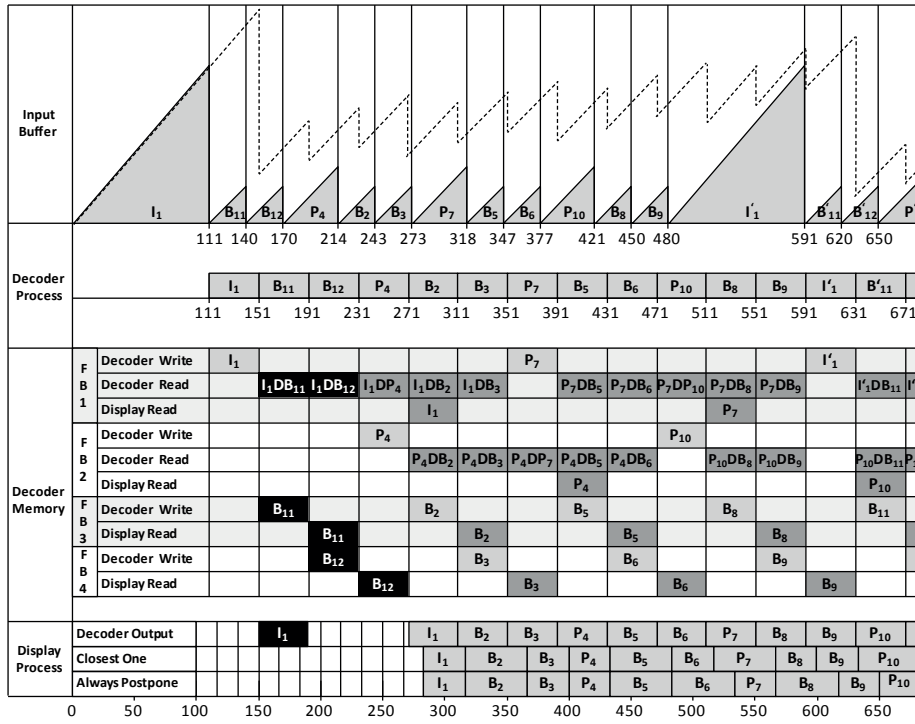 Input Buffer
I1 B11 B12 P4 B2 B3 P7 B5 B6 P10 B8 B9 I'1 B'11 B'12 P'
111 140 170 214 243 273 318 347 377 421 450 480 591 620 650
Decoder Process
I1 B11 B12 P4 B2 B3 P7 B5 B6 P10 B8 B9 I'1 B'11
111 151 191 231 271 311 351 391 431 471 511 551 591 631 671
Decoder Memory
FB1
Decoder Write I1 P7 I'1
Decoder Read I1DB11 I1DB12 I1DP4 I1DB2 I1DB3 P7DB5 P7DB6 P7DP10 P7DB8 P7DB9 I'1DB11 I'
Display Read I1 P7
FB2
Decoder Write P4 P10
Decoder Read P4DB2 P4DB3 P4DP7 P4DB5 P4DB6 P10DB8 P10DB9 P10DB11 P1
Display Read P4 P10
FB3
Decoder Write B11 B2 B5 B8 B11
Display Read B11 B2 B5 B8
FB4
Decoder Write B12 B3 B6 B9
Display Read B12 B3 B6 B9
Display Process
Decoder Output I1 I1 B2 B3 P4 B5 B6 P7 B8 B9 P10
Closest One I1 B2 B3 P4 B5 B6 P7 B8 B9 P10
Always Postpone I1 B2 B3 P4 B5 B6 P7 B8 B9 P10
0 50 100 150 200 250 300 350 400 450 500 550 600 650